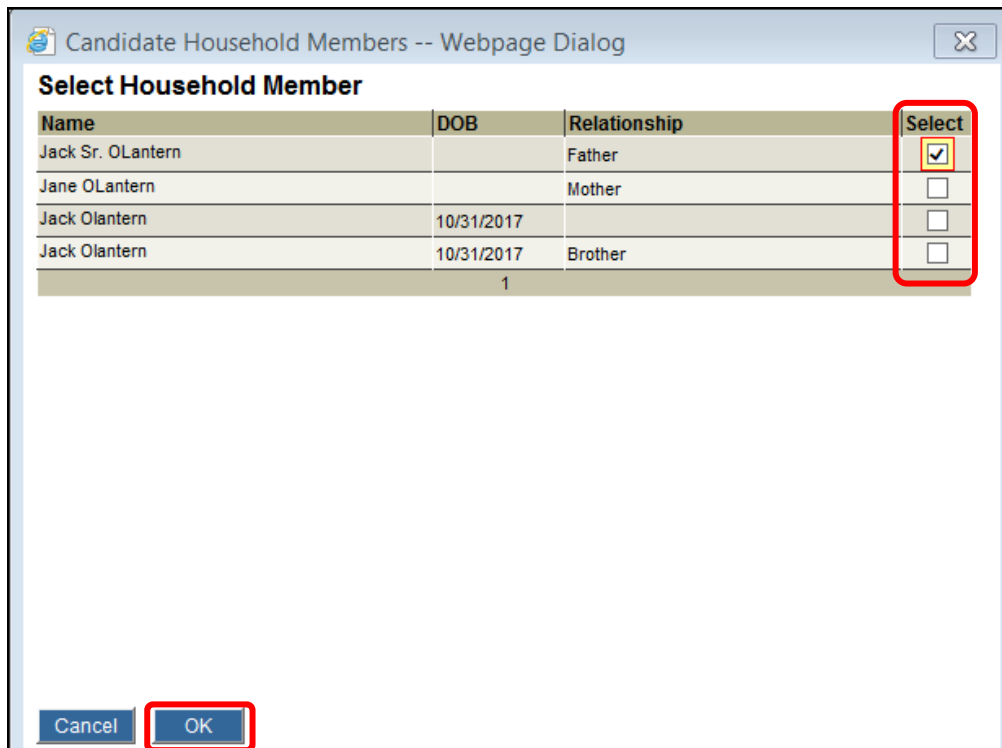 Candidate Household Members -- Webpage Dialog
Select Household Member
Name DOB Relationship Select
Jack Sr. OLantern Father
Jane OLantern Mother
Jack Olantern 10/31/2017
Jack Olantern 10/31/2017 Brother
1
Cancel OK